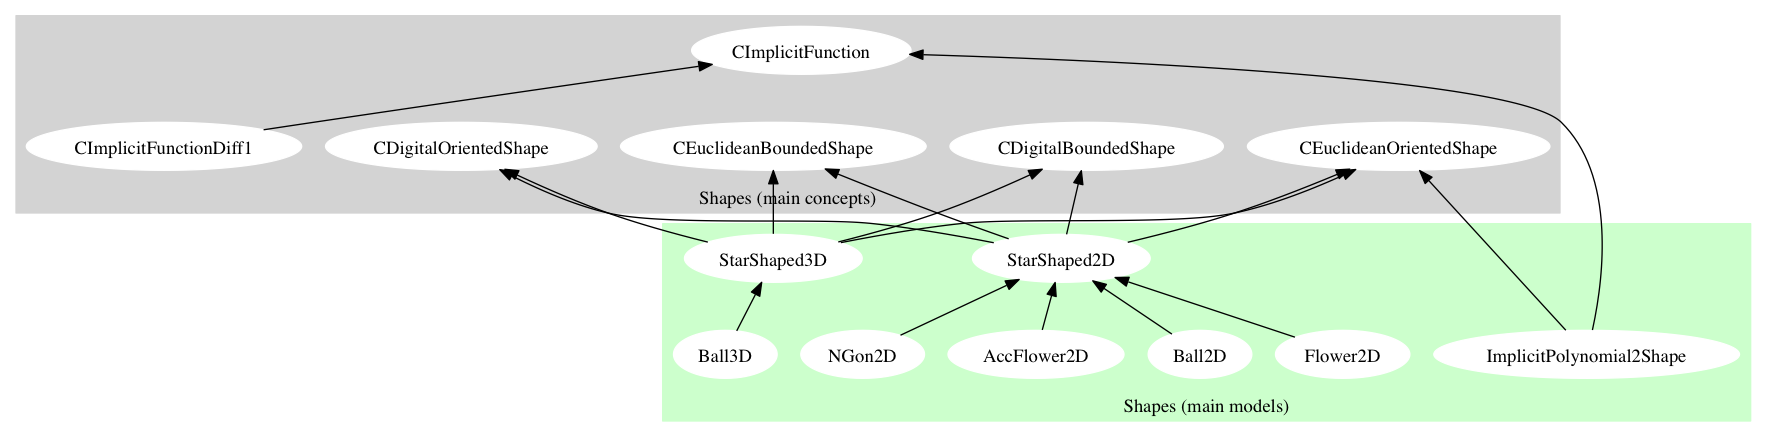 CImplicitFunction
CImplicitFunctionDiff1
CDigitalOrientedShape
CEuclideanBoundedShape
CDigitalBoundedShape
CEuclideanOrientedShape
Shapes (main concepts)
StarShaped3D
StarShaped2D
Ball3D
NGon2D
AccFlower2D
Ball2D
Flower2D
ImplicitPolynomial2Shape
Shapes (main models)